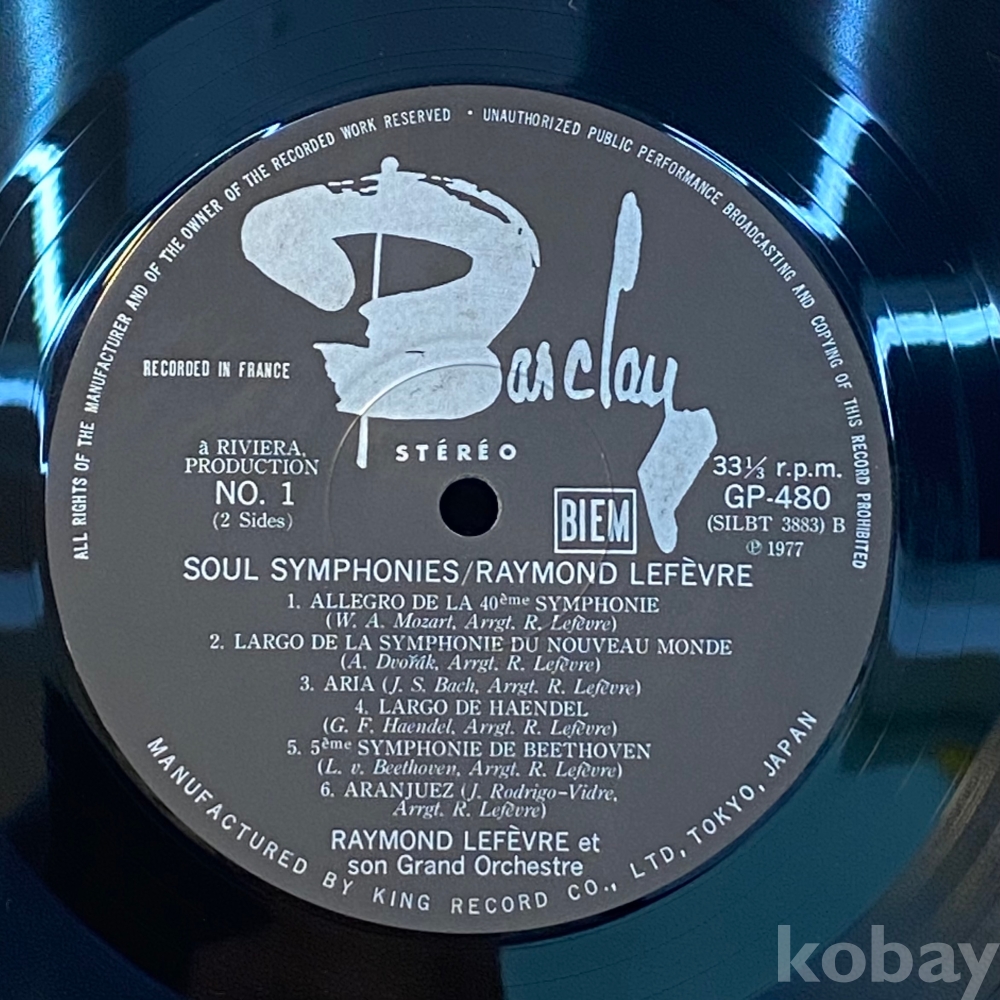 ALL RIGHTS OF THE MANUFACTURER AND OF THE OWNER OF THE RECORDED WORK RESERVED • UNAUTHORIZED PUBLIC PERFORMANCE BROADCASTING AND COPYING OF THIS RECORD PROHIBITED
Barclay
RECORDED IN FRANCE
STÉRÉO
à RIVIERA,
PRODUCTION
NO. 1
(2 Sides)
BIEM
33⅓ r.p.m.
GP-480
(SILBT 3883) B
℗ 1977
SOUL SYMPHONIES/RAYMOND LEFÈVRE
1. ALLEGRO DE LA 40ème SYMPHONIE
(W. A. Mozart, Arrgt. R. Lefèvre)
2. LARGO DE LA SYMPHONIE DU NOUVEAU MONDE
(A. Dvořák, Arrgt. R. Lefèvre)
3. ARIA (J. S. Bach, Arrgt. R. Lefèvre)
4. LARGO DE HAENDEL
(G. F. Haendel, Arrgt. R. Lefèvre)
5. 5ème SYMPHONIE DE BEETHOVEN
(L. v. Beethoven, Arrgt. R. Lefèvre)
6. ARANJUEZ (J. Rodrigo-Vidre,
Arrgt. R. Lefèvre)
RAYMOND LEFÈVRE et
son Grand Orchestre
MANUFACTURED BY KING RECORD CO., LTD, TOKYO, JAPAN
kobay